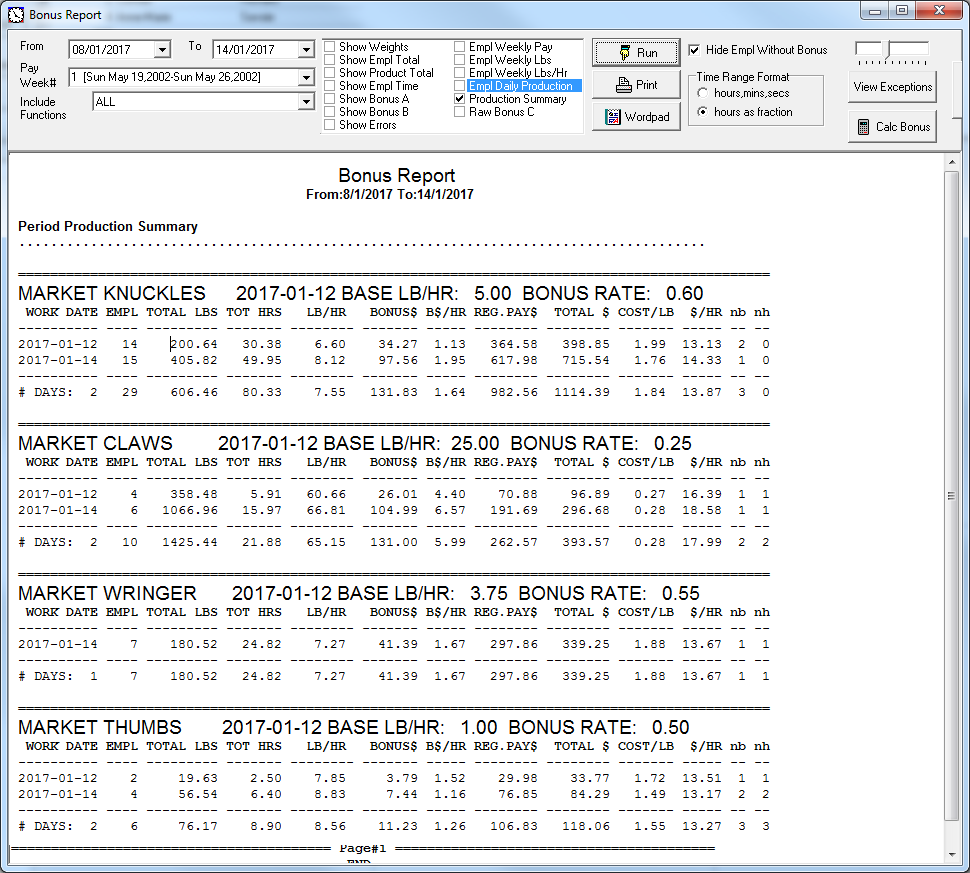 Bonus Report
From 08/01/2017 To 14/01/2017
Pay Week# 1 [Sun May 19,2002-Sun May 26,2002]
Include Functions ALL
Show Weights
Show Empl Total
Show Product Total
Show Empl Time
Show Bonus A
Show Bonus B
Show Errors
Empl Weekly Pay
Empl Weekly Lbs
Empl Weekly Lbs/Hr
Empl Daily Production
Production Summary
Raw Bonus C
Run
Print
Wordpad
Hide Empl Without Bonus
Time Range Format
hours,mins,secs
hours as fraction
View Exceptions
Calc Bonus
Bonus Report
From:8/1/2017 To:14/1/2017
Period Production Summary
MARKET KNUCKLES 2017-01-12 BASE LB/HR: 5.00 BONUS RATE: 0.60
WORK DATE EMPL TOTAL LBS TOT HRS LB/HR BONUS$ B$/HR REG.PAY$ TOTAL $ COST/LB $/HR nb nh
2017-01-12 14 200.64 30.38 6.60 34.27 1.13 364.58 398.85 1.99 13.13 2 0
2017-01-14 15 405.82 49.95 8.12 97.56 1.95 617.98 715.54 1.76 14.33 1 0
# DAYS: 2 29 606.46 80.33 7.55 131.83 1.64 982.56 1114.39 1.84 13.87 3 0
MARKET CLAWS 2017-01-12 BASE LB/HR: 25.00 BONUS RATE: 0.25
WORK DATE EMPL TOTAL LBS TOT HRS LB/HR BONUS$ B$/HR REG.PAY$ TOTAL $ COST/LB $/HR nb nh
2017-01-12 4 358.48 5.91 60.66 26.01 4.40 70.88 96.89 0.27 16.39 1 1
2017-01-14 6 1066.96 15.97 66.81 104.99 6.57 191.69 296.68 0.28 18.58 1 1
# DAYS: 2 10 1425.44 21.88 65.15 131.00 5.99 262.57 393.57 0.28 17.99 2 2
MARKET WRINGER 2017-01-12 BASE LB/HR: 3.75 BONUS RATE: 0.55
WORK DATE EMPL TOTAL LBS TOT HRS LB/HR BONUS$ B$/HR REG.PAY$ TOTAL $ COST/LB $/HR nb nh
2017-01-14 7 180.52 24.82 7.27 41.39 1.67 297.86 339.25 1.88 13.67 1 1
# DAYS: 1 7 180.52 24.82 7.27 41.39 1.67 297.86 339.25 1.88 13.67 1 1
MARKET THUMBS 2017-01-12 BASE LB/HR: 1.00 BONUS RATE: 0.50
WORK DATE EMPL TOTAL LBS TOT HRS LB/HR BONUS$ B$/HR REG.PAY$ TOTAL $ COST/LB $/HR nb nh
2017-01-12 2 19.63 2.50 7.85 3.79 1.52 29.98 33.77 1.72 13.51 1 1
2017-01-14 4 56.54 6.40 8.83 7.44 1.16 76.85 84.29 1.49 13.17 2 2
# DAYS: 2 6 76.17 8.90 8.56 11.23 1.26 106.83 118.06 1.55 13.27 3 3
Page#1